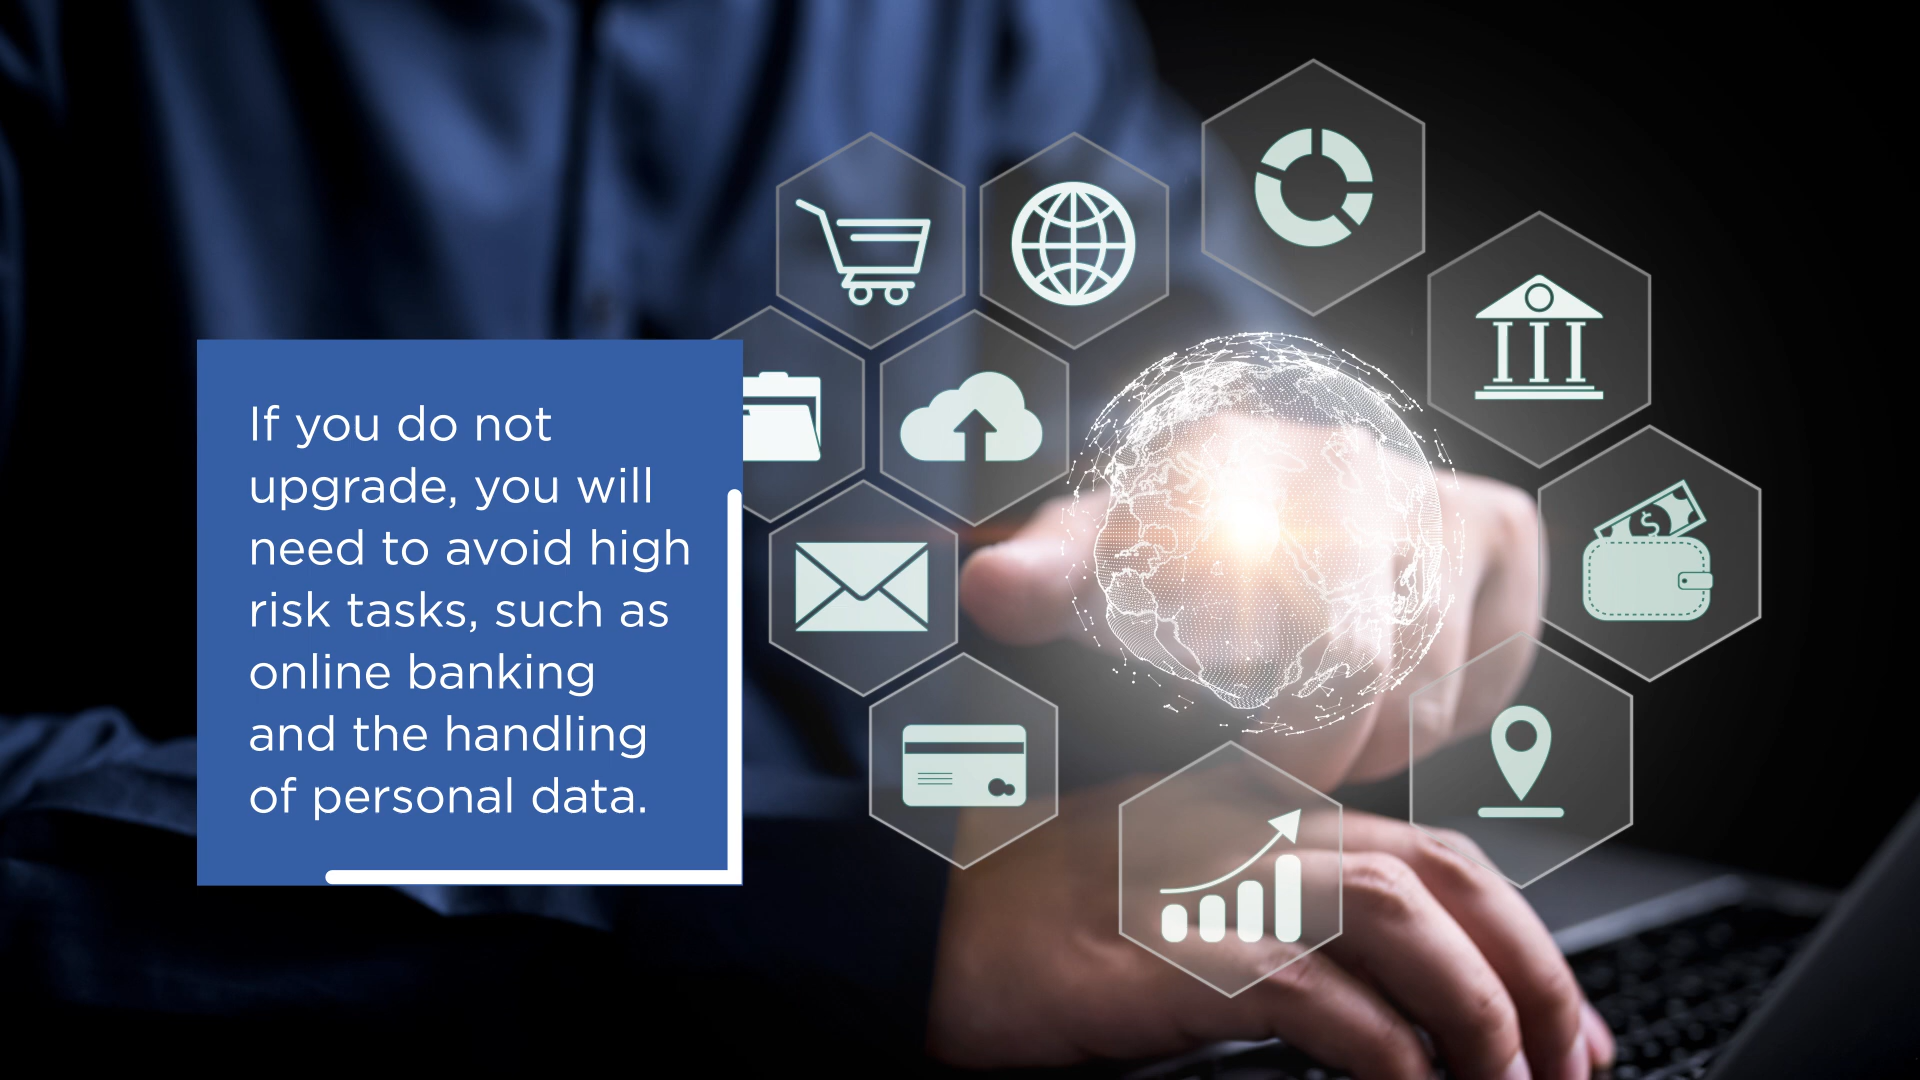 If you do not
upgrade, you will
need to avoid high
risk tasks, such as
online banking
and the handling
of personal data.
$